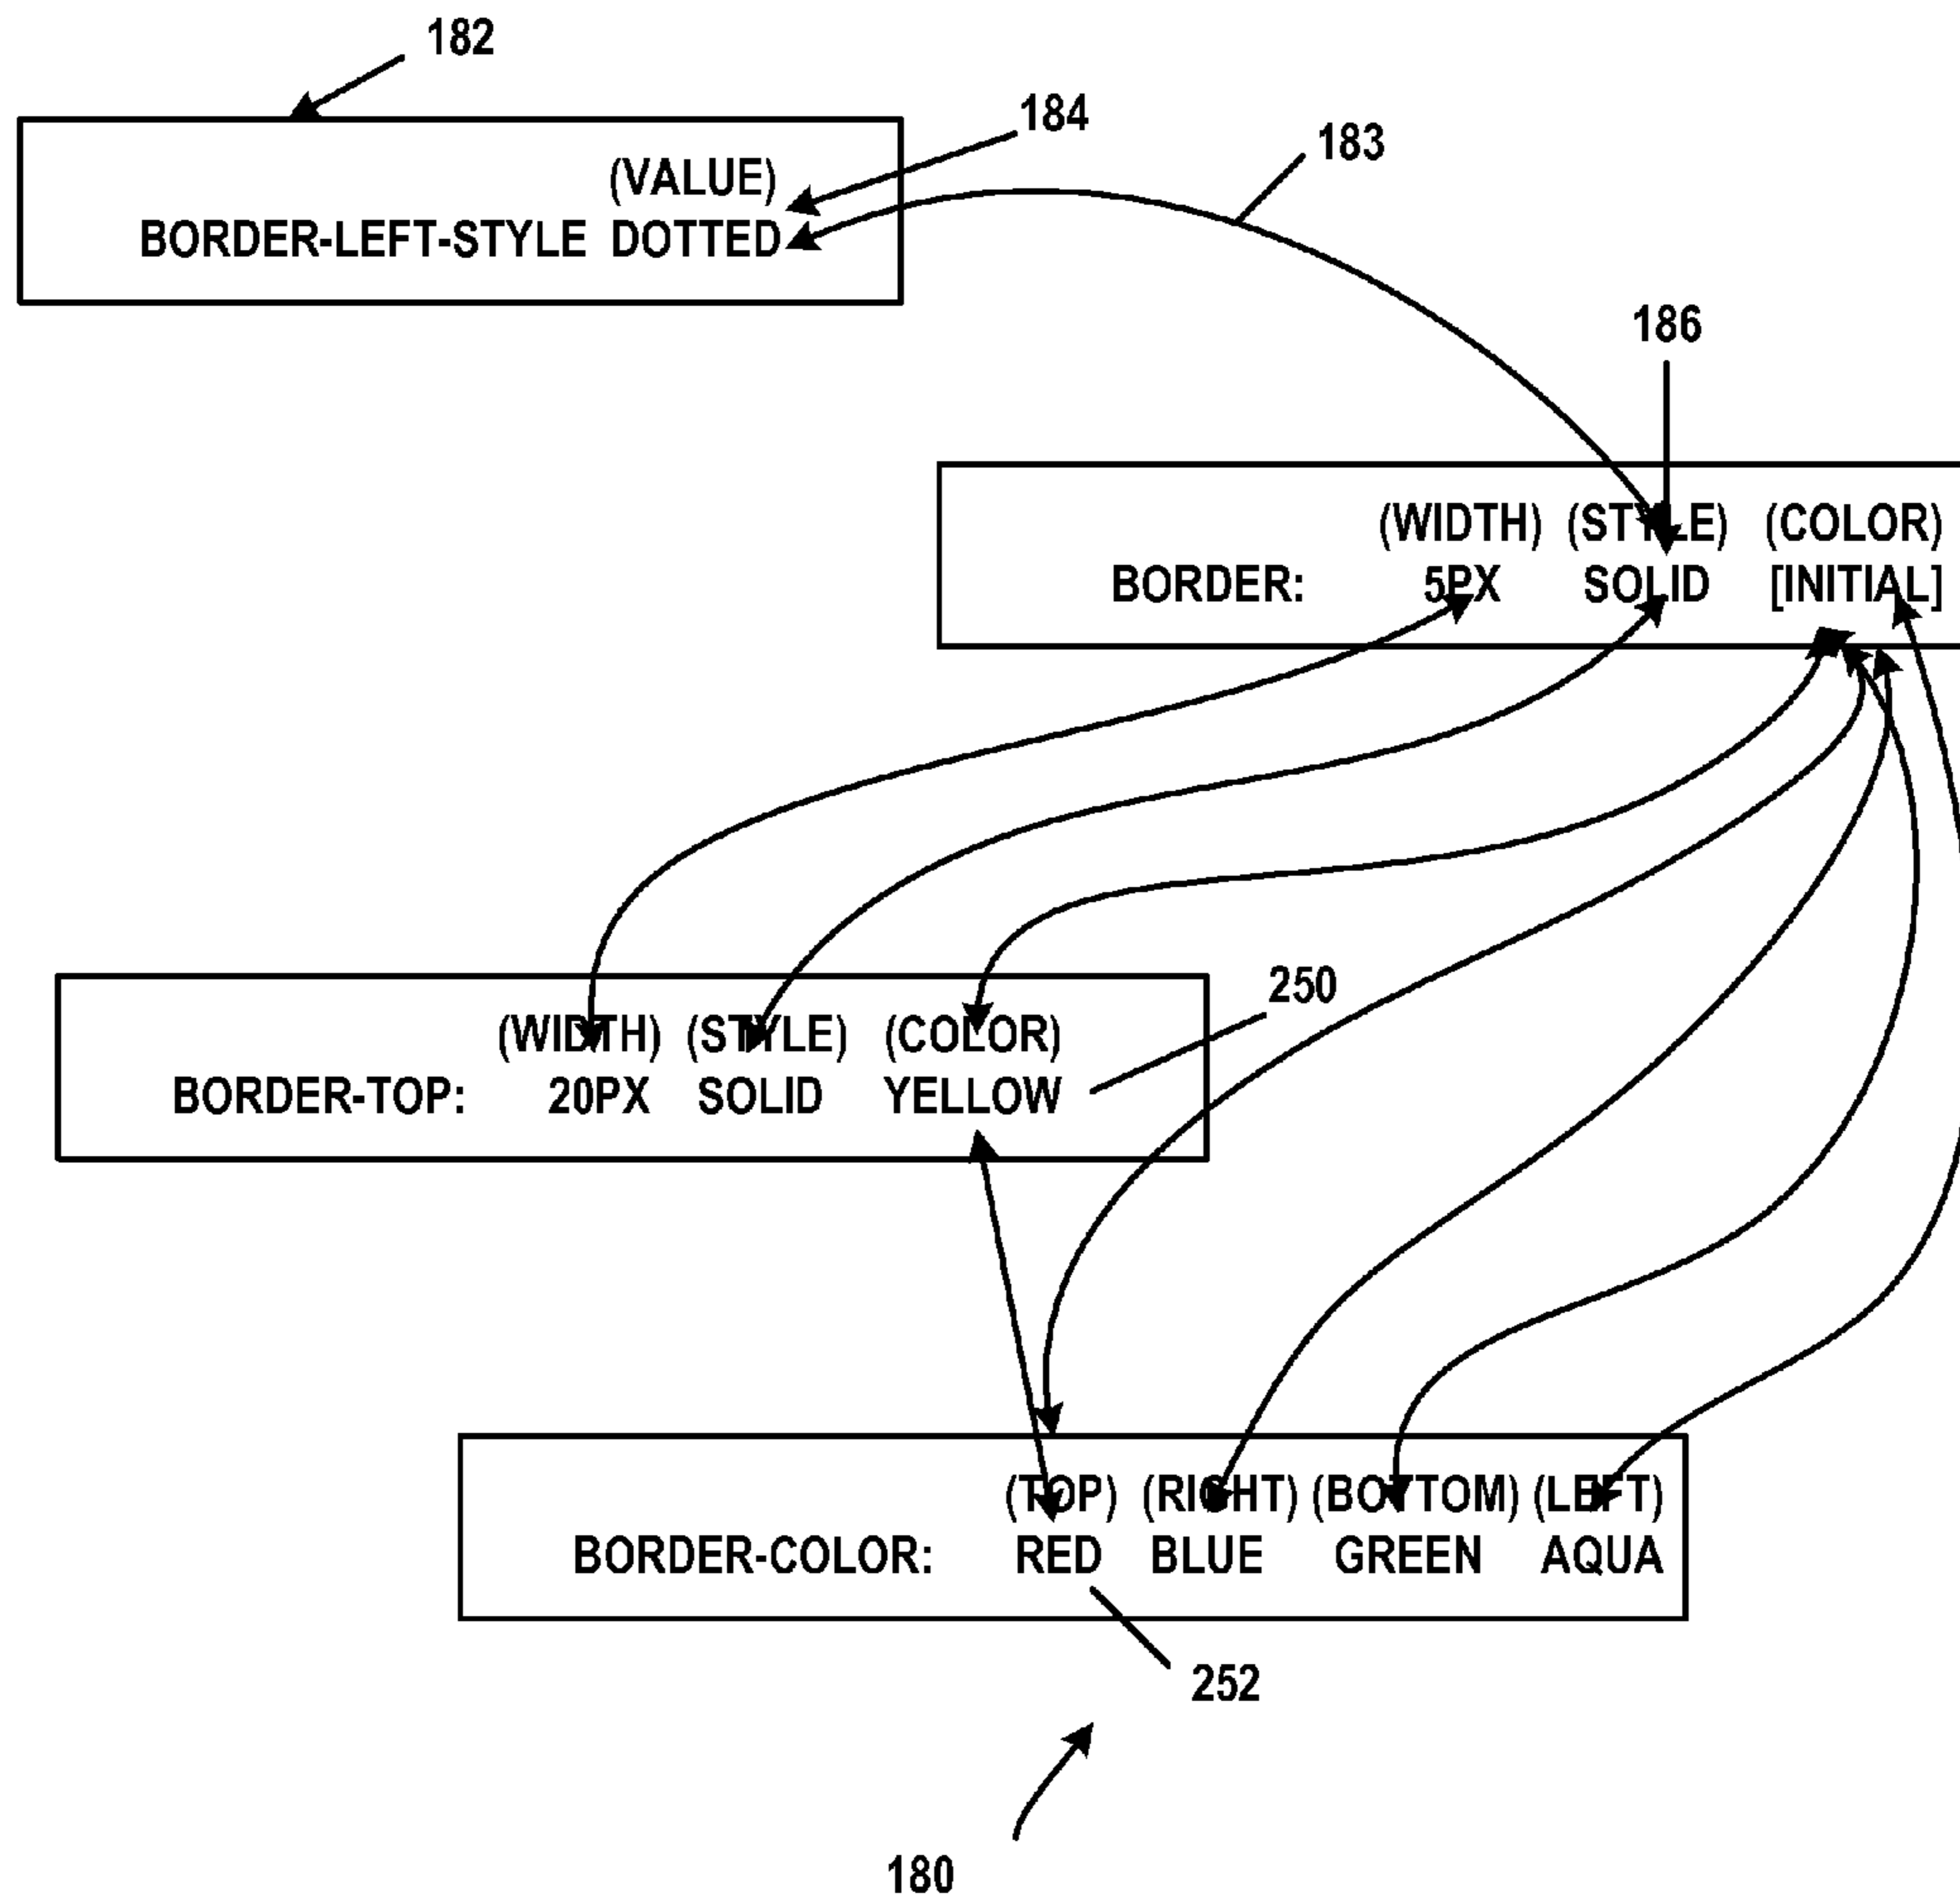 182
184
183
(VALUE)
BORDER-LEFT-STYLE DOTTED
186
(WIDTH) (STYLE) (COLOR)
BORDER: 5PX SOLID [INITIAL]
250
(WIDTH) (STYLE) (COLOR)
BORDER-TOP: 20PX SOLID YELLOW
(TOP) (RIGHT) (BOTTOM) (LEFT)
BORDER-COLOR: RED BLUE GREEN AQUA
252
180